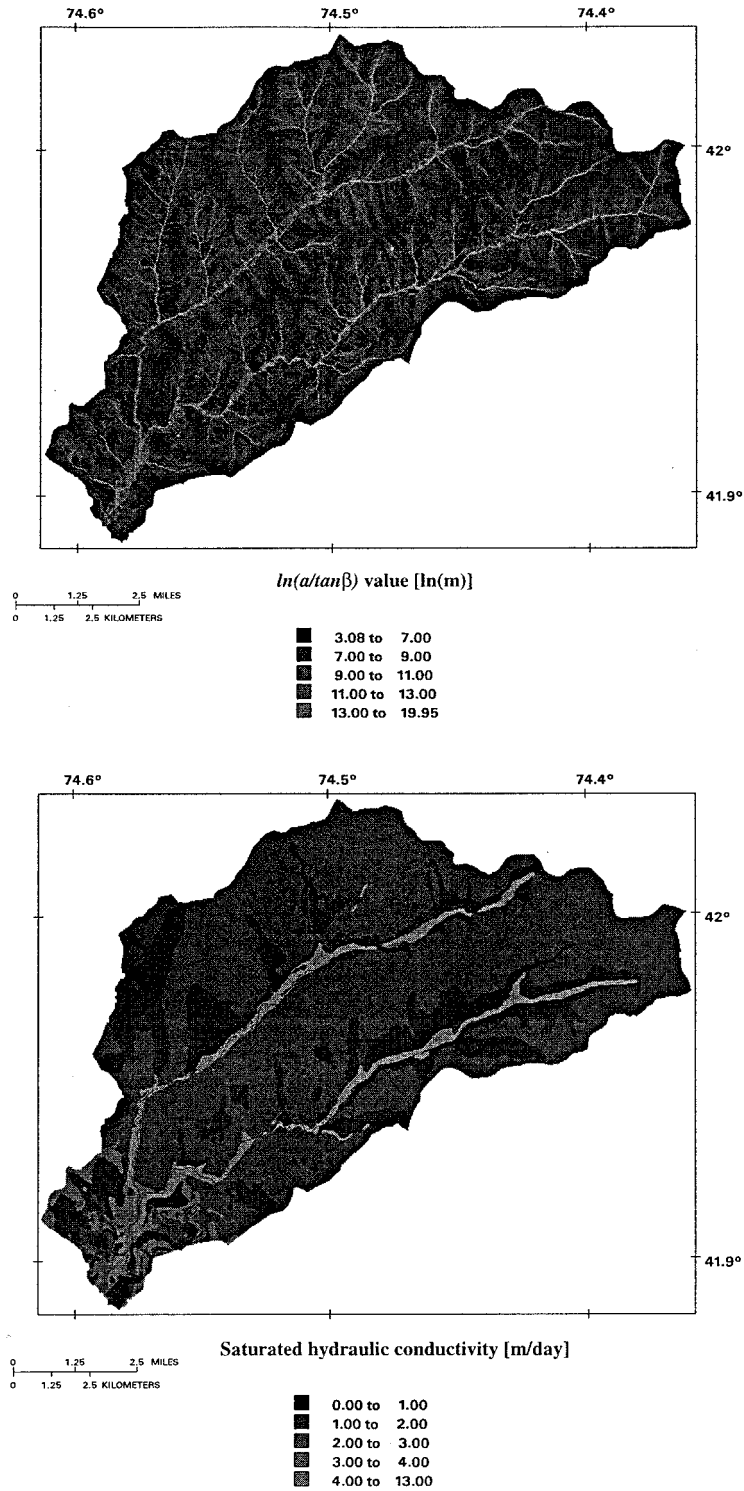 74.6° 74.5° 74.4°
42°
41.9°
ln(a/tanβ) value [ln(m)]
0 1.25 2.5 MILES
0 1.25 2.5 KILOMETERS
3.08 to 7.00
7.00 to 9.00
9.00 to 11.00
11.00 to 13.00
13.00 to 19.95
74.6° 74.5° 74.4°
42°
41.9°
Saturated hydraulic conductivity [m/day]
0 1.25 2.5 MILES
0 1.25 2.5 KILOMETERS
0.00 to 1.00
1.00 to 2.00
2.00 to 3.00
3.00 to 4.00
4.00 to 13.00